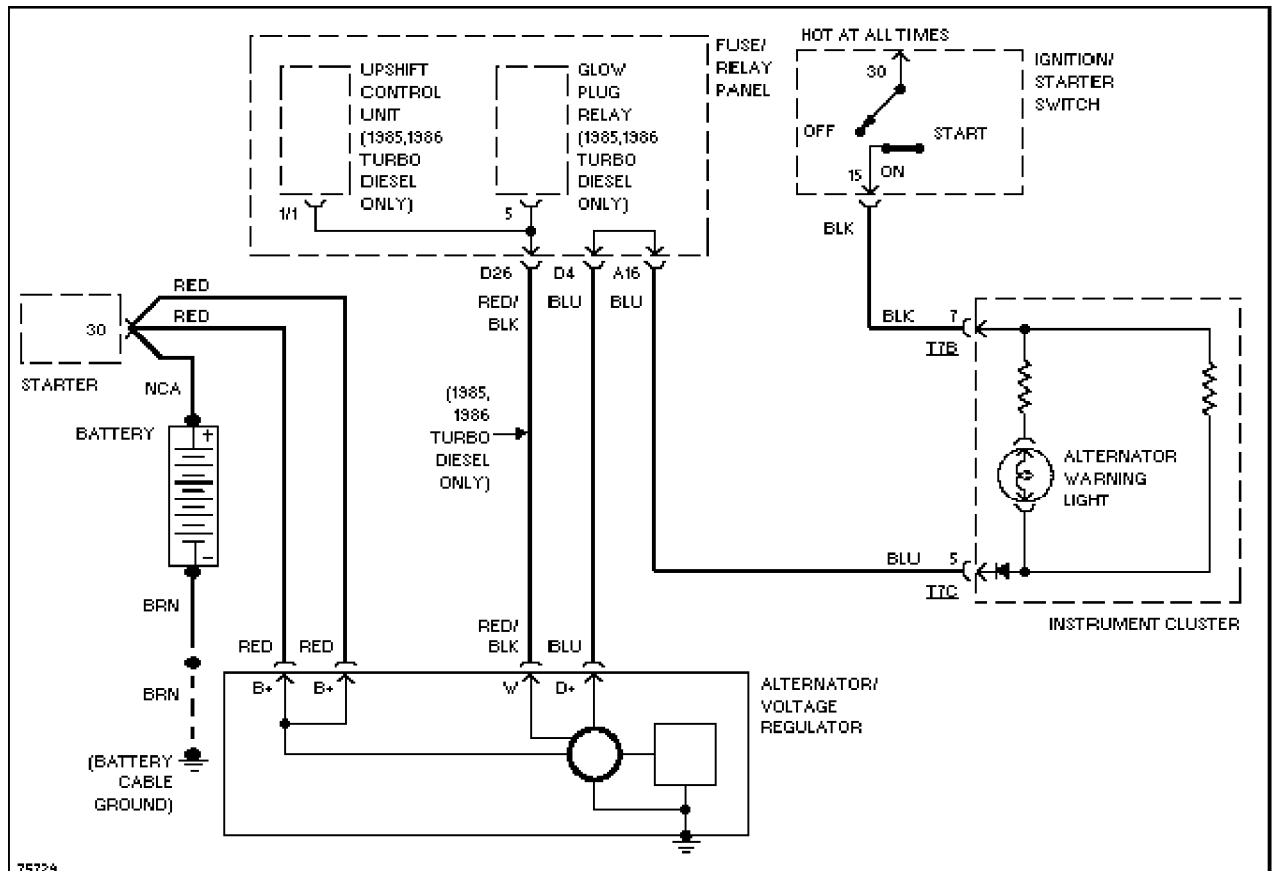 HOT AT ALL TIMES
FUSE/
RELAY
PANEL
IGNITION/
STARTER
SWITCH
UPSHIFT
CONTROL
UNIT
(1985,1986
TURBO
DIESEL
ONLY)
GLOW
PLUG
RELAY
(1985,1986
TURBO
DIESEL
ONLY)
30
OFF
START
ON
15
1/1
5
BLK
D26
D4
A16
RED/
BLK
BLU
BLU
RED
RED
30
STARTER
NCA
BATTERY
+
-
BLK
7
T7B
(1985,
1986
TURBO
DIESEL
ONLY)
ALTERNATOR
WARNING
LIGHT
BLU
5
T7C
INSTRUMENT CLUSTER
BRN
BRN
(BATTERY
CABLE
GROUND)
RED
RED
RED/
BLK
BLU
B+
B+
W
D+
ALTERNATOR/
VOLTAGE
REGULATOR